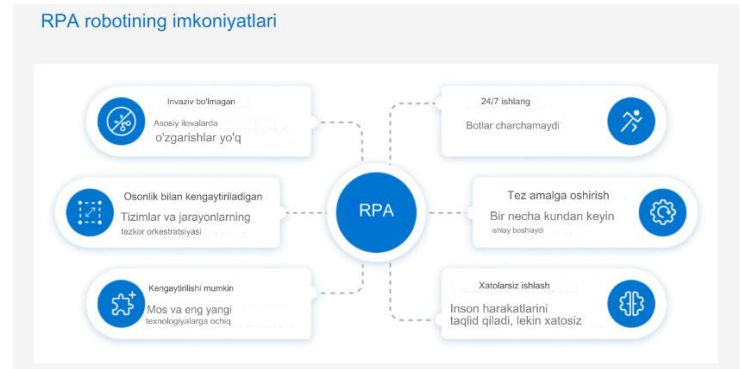 RPA robotining imkoniyatlari
Invaziv bo'lmagan
Asosiy ilovalarda
o'zgarishlar yo'q
24/7 ishlang
Botlar charchamaydi
Osonlik bilan kengaytiriladigan
Tizimlar va jarayonlarning
tezkor orkestratsiyasi
RPA
Tez amalga oshirish
Bir necha kundan keyin
ishlay boshlaydi
Kengaytirilishi mumkin
Mos va eng yangi
texnologiyalarga ochiq
Xatolarsiz ishlash
Inson harakatlarini
taqlid qiladi, lekin xatosiz